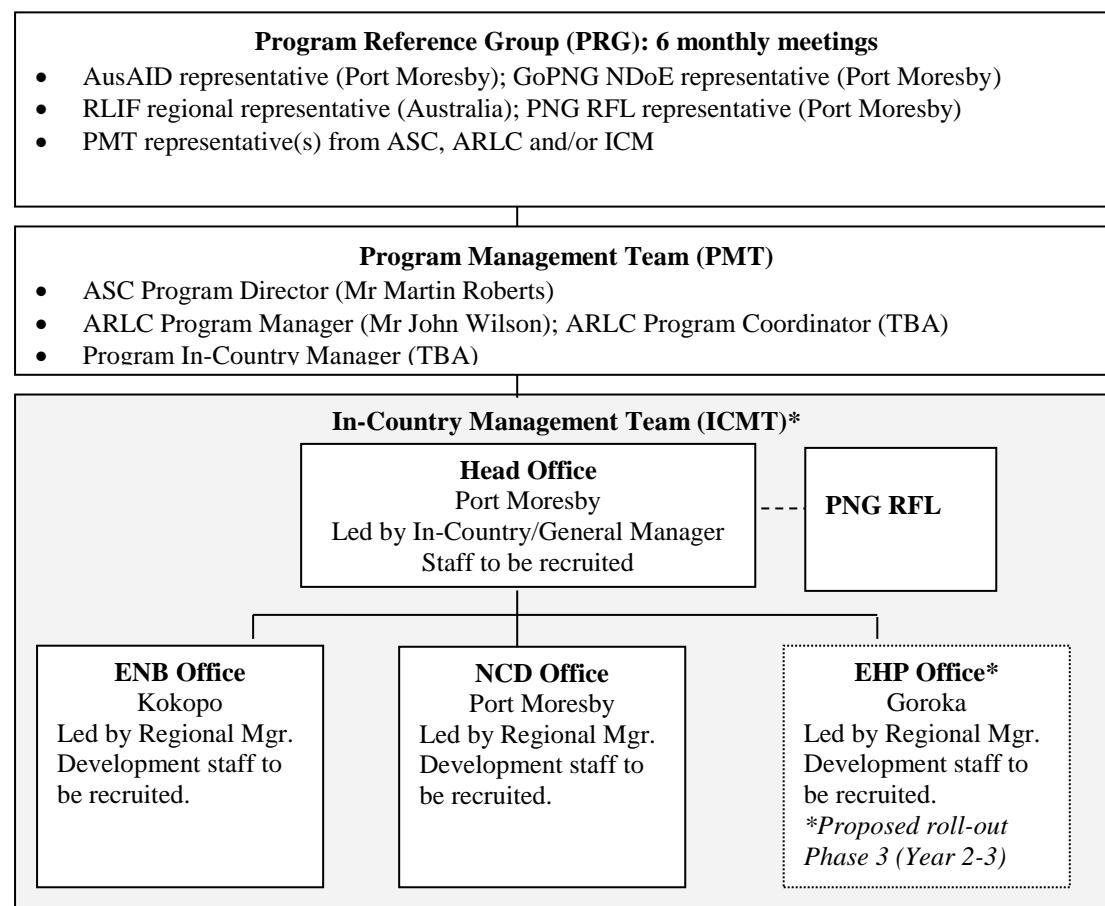 Program Reference Group (PRG): 6 monthly meetings
• AusAID representative (Port Moresby); GoPNG NDoE representative (Port Moresby)
• RLIF regional representative (Australia); PNG RFL representative (Port Moresby)
• PMT representative(s) from ASC, ARLC and/or ICM
Program Management Team (PMT)
• ASC Program Director (Mr Martin Roberts)
• ARLC Program Manager (Mr John Wilson); ARLC Program Coordinator (TBA)
• Program In-Country Manager (TBA)
In-Country Management Team (ICMT)*
Head Office
Port Moresby
Led by In-Country/General Manager
Staff to be recruited
PNG RFL
ENB Office
Kokopo
Led by Regional Mgr.
Development staff to
be recruited.
NCD Office
Port Moresby
Led by Regional Mgr.
Development staff to
be recruited.
EHP Office*
Goroka
Led by Regional Mgr.
Development staff to
be recruited.
*Proposed roll-out
Phase 3 (Year 2-3)